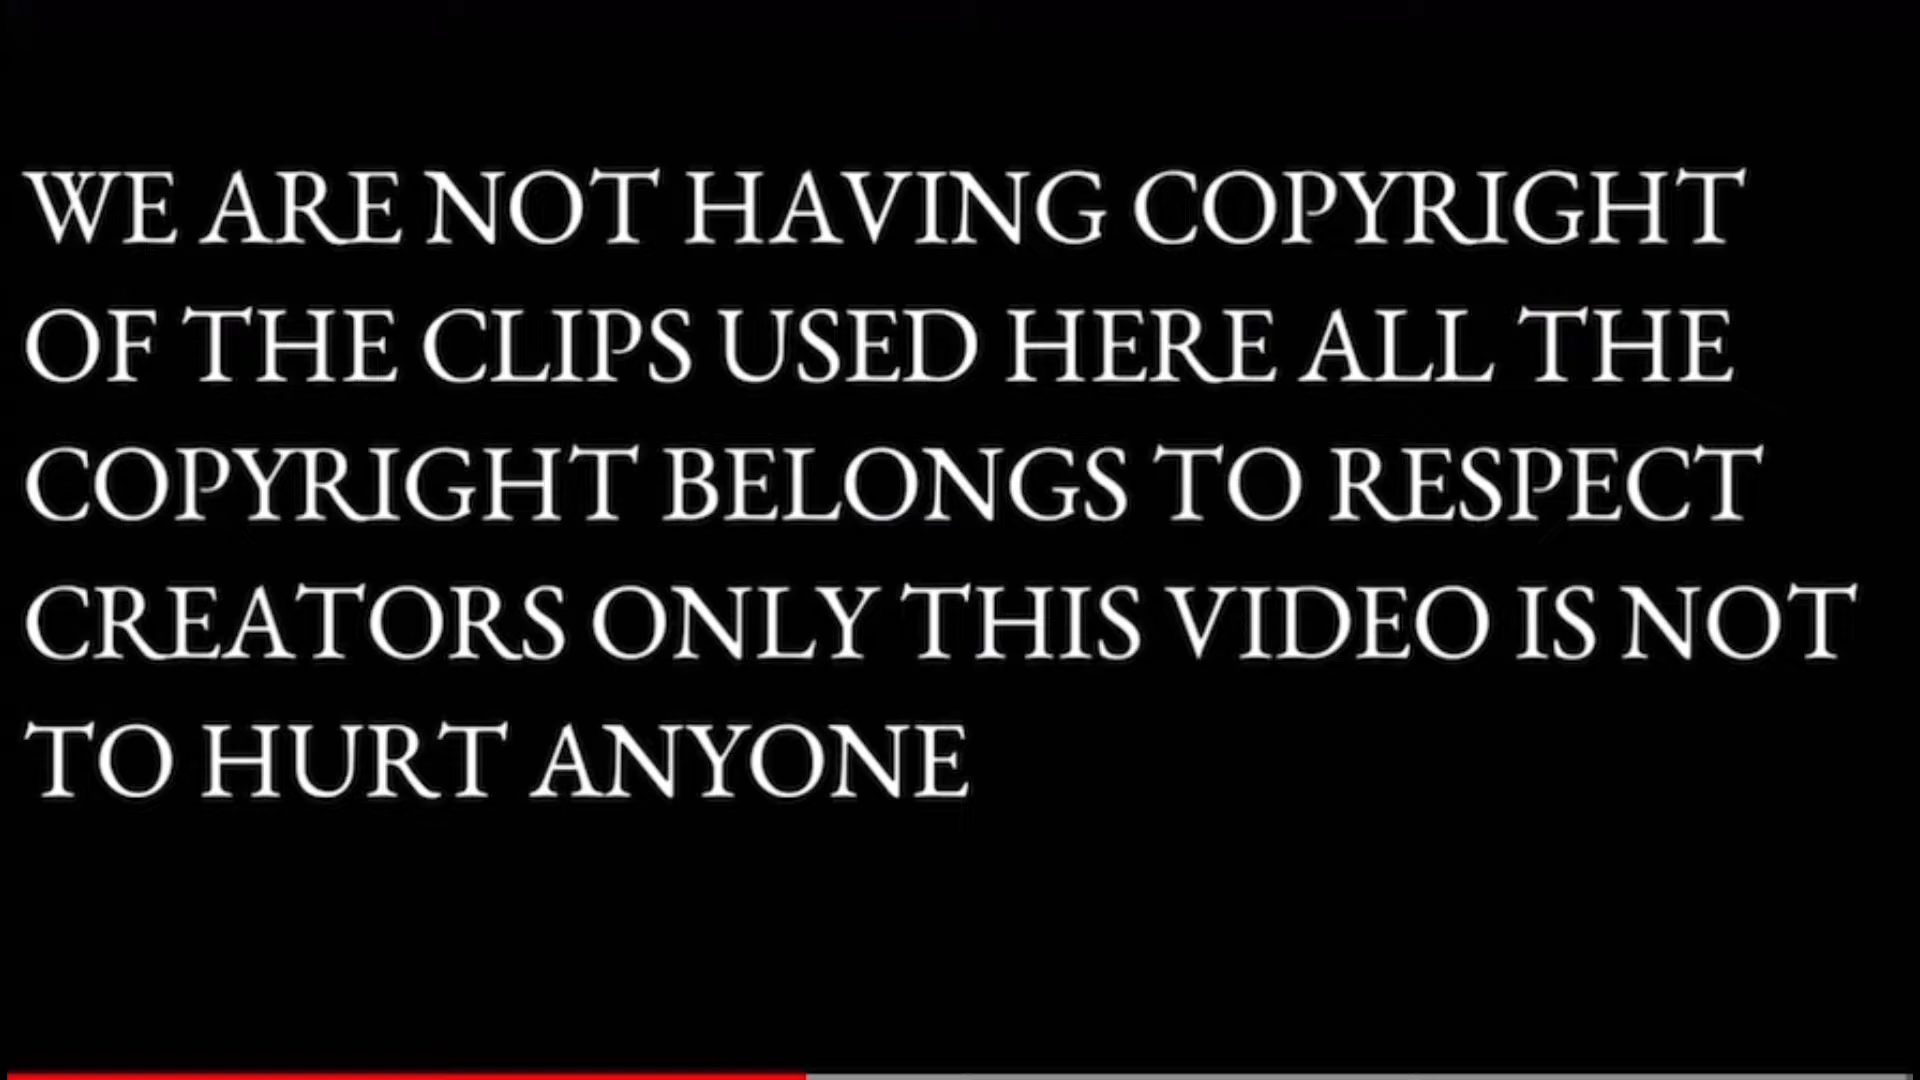 WE ARE NOT HAVING COPYRIGHT
OF THE CLIPS USED HERE ALL THE
COPYRIGHT BELONGS TO RESPECT
CREATORS ONLY THIS VIDEO IS NOT
TO HURT ANYONE